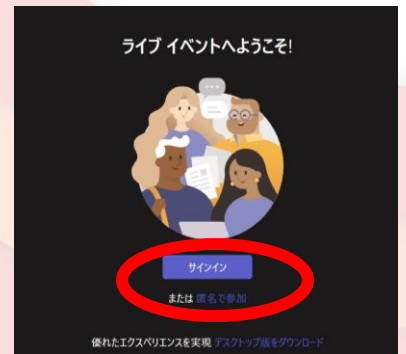 ライブ イベントへようこそ!
サインイン
または 匿名で参加
優れたエクスペリエンスを実現 デスクトップ版をダウンロード